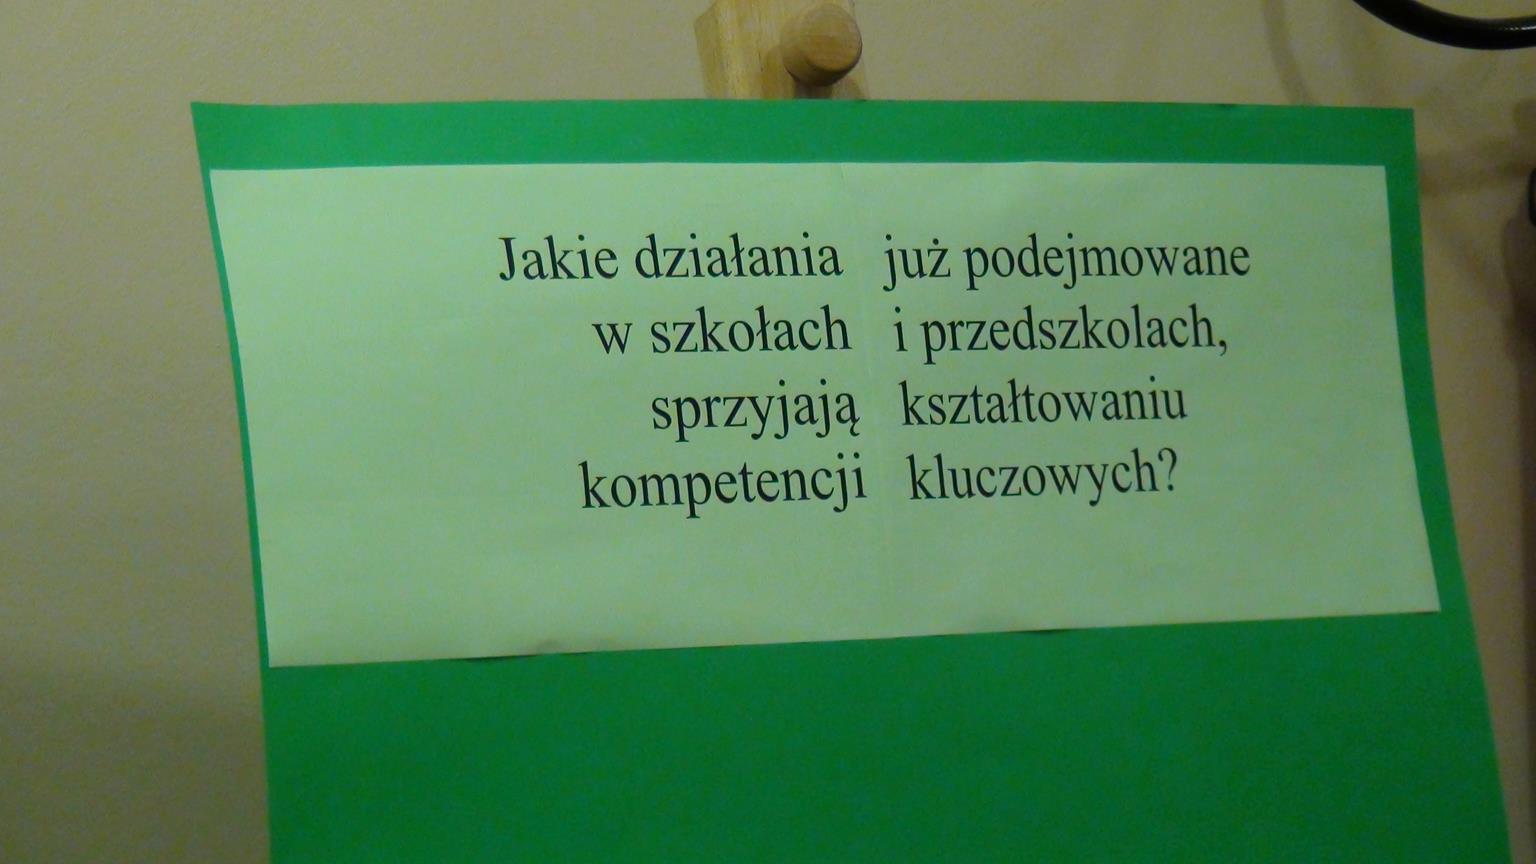 Jakie działania już podejmowane
w szkołach i przedszkolach,
sprzyjają kształtowaniu
kompetencji kluczowych?